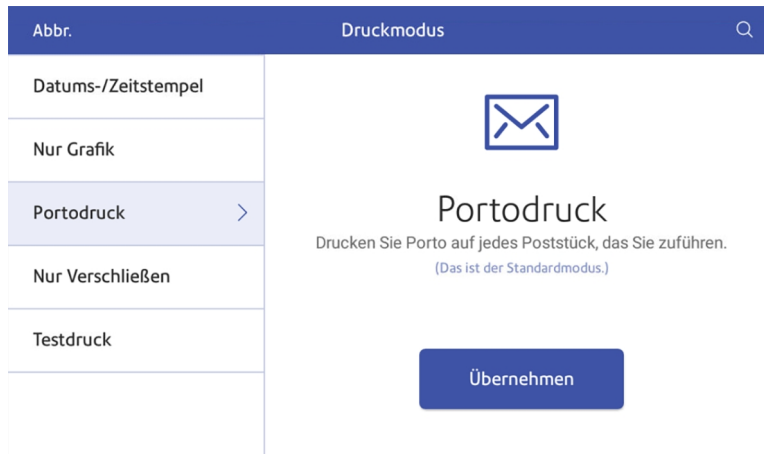 Abbr.
Druckmodus
Datums-/Zeitstempel
Nur Grafik
Portodruck
Nur Verschließen
Testdruck
Portodruck
Drucken Sie Porto auf jedes Poststück, das Sie zuführen.
(Das ist der Standardmodus.)
Übernehmen